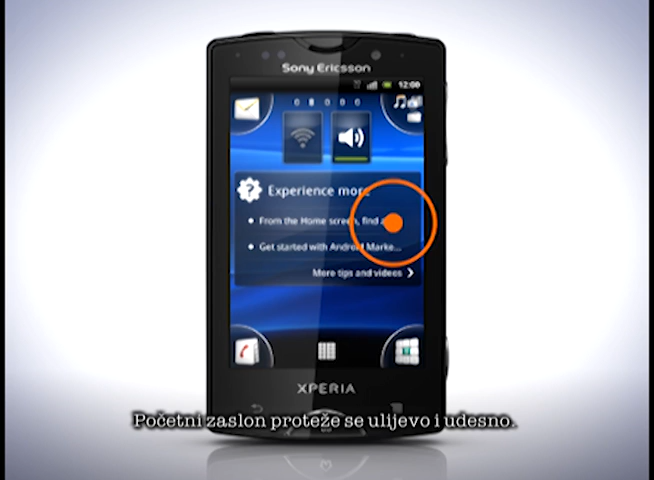 Sony Ericsson
12:00
Experience more
• From the Home screen, find a
• Get started with Android Marke...
More tips and videos
XPERIA
Početni zaslon proteže se ulijevo i udesno.